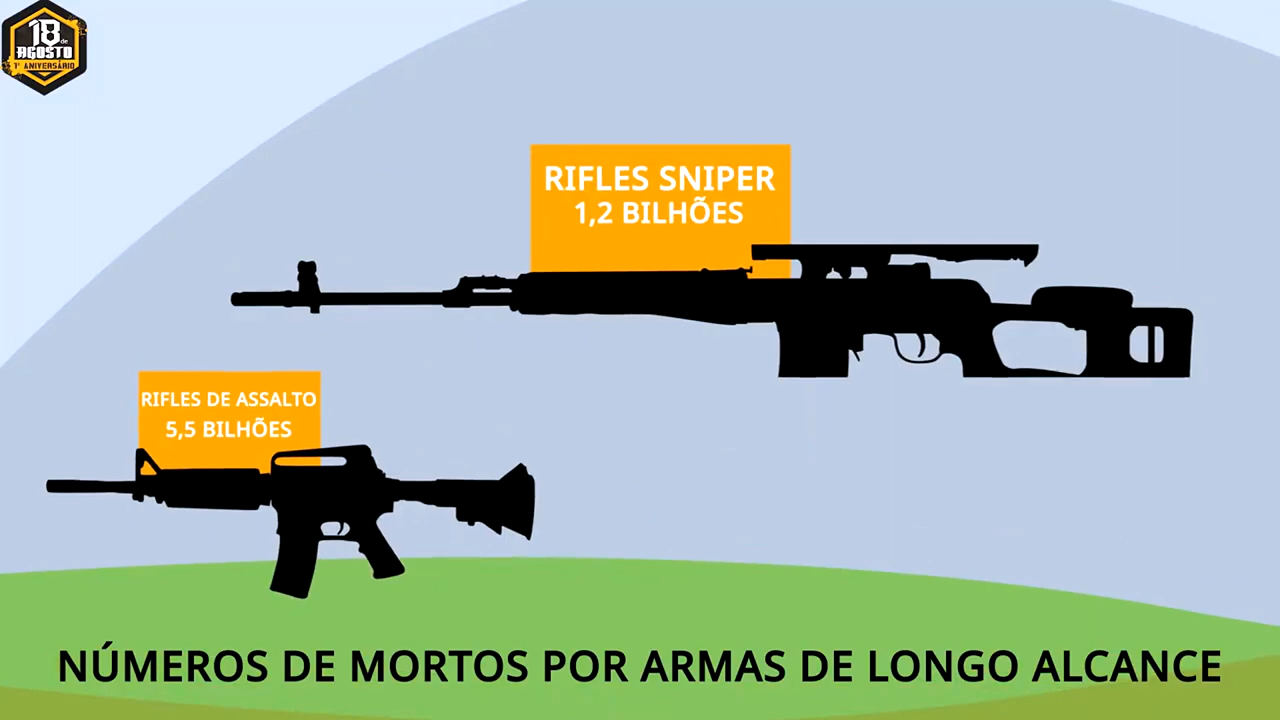 18 de
AGOSTO
1º ANIVERSÁRIO
RIFLES SNIPER
1,2 BILHÕES
RIFLES DE ASSALTO
5,5 BILHÕES
NÚMEROS DE MORTOS POR ARMAS DE LONGO ALCANCE